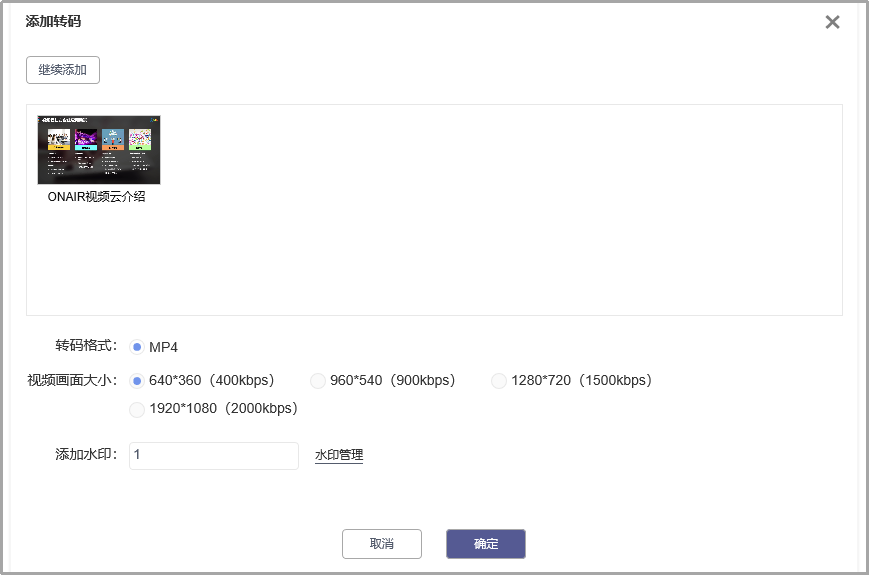 添加转码
继续添加
ONAIR视频云介绍
转码格式： MP4
视频画面大小： 640*360（400kbps） 960*540（900kbps） 1280*720（1500kbps）
1920*1080（2000kbps）
添加水印： 1 水印管理
取消 确定